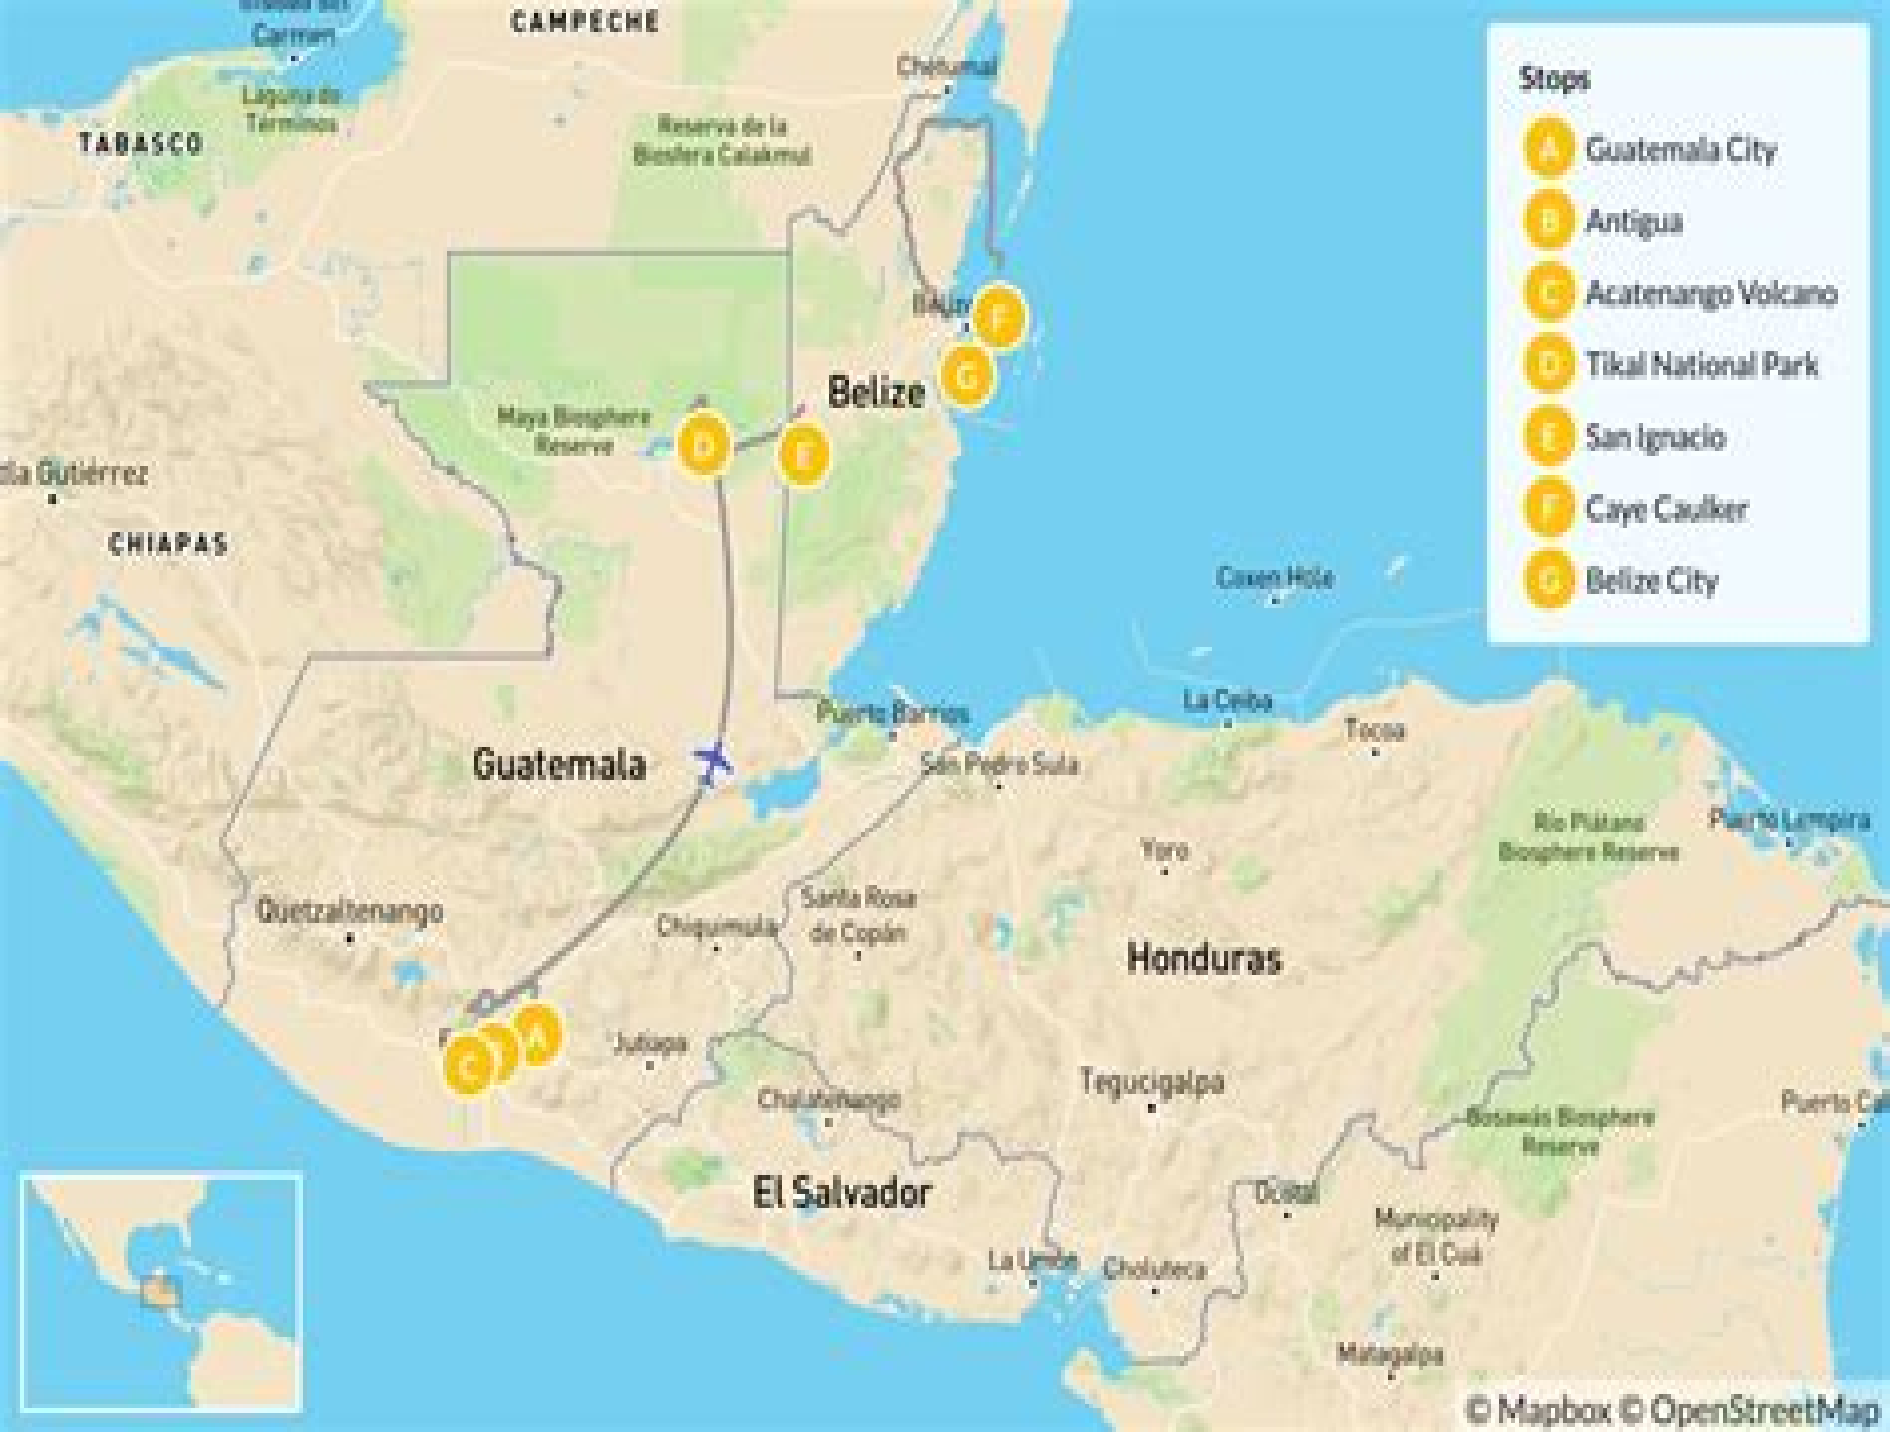 Carmen
CAMPECHE
Chetumal
Laguna de
Términos
TABASCO
Reserva de la
Biosfera Calakmul
Stops
A Guatemala City
B Antigua
C Acatenango Volcano
D Tikal National Park
E San Ignacio
F Caye Caulker
G Belize City
F
G
Belize
Maya Biosphere
Reserve
D
E
Gutiérrez
CHIAPAS
Coxen Hole
La Ceiba
Puerto Barrios
Tocoa
San Pedro Sula
Guatemala
Río Plátano
Biosphere Reserve
Puerto Lempira
Yoro
Quetzaltenango
Santa Rosa
de Copán
Chiquimula
Honduras
A
C
Jutiapa
Tegucigalpa
Chalatenango
Puerto
Bosawás Biosphere
Reserve
El Salvador
Ocotal
Municipality
of El Cuá
La Unión
Choluteca
Matagalpa
© Mapbox © OpenStreetMap